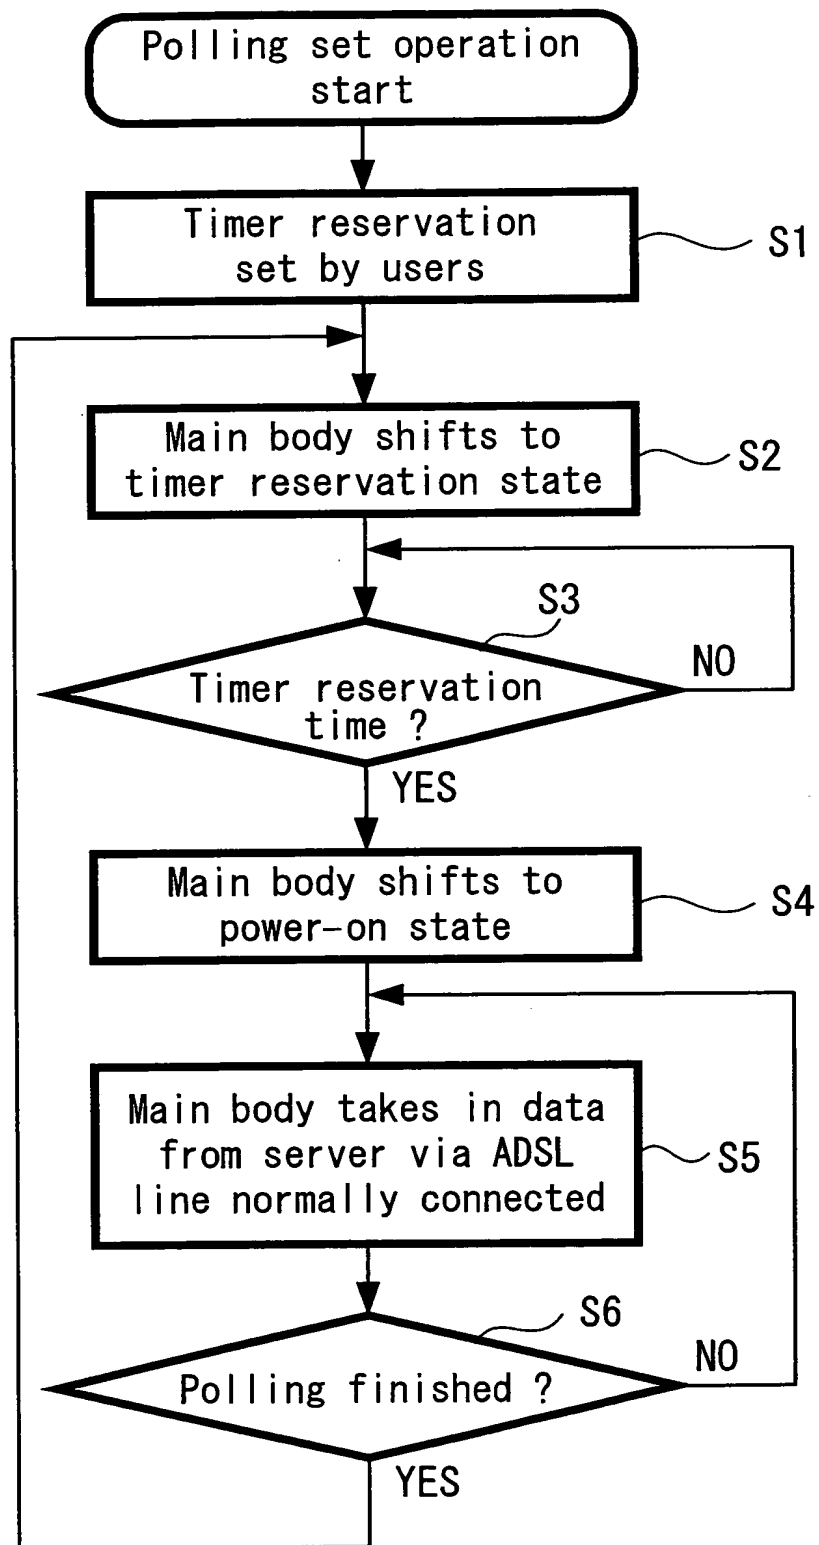 Polling set operation
start
Timer reservation
set by users
S1
Main body shifts to
timer reservation state
S2
S3
Timer reservation
time ?
NO
YES
Main body shifts to
power-on state
S4
Main body takes in data
from server via ADSL
line normally connected
S5
S6
Polling finished ?
NO
YES